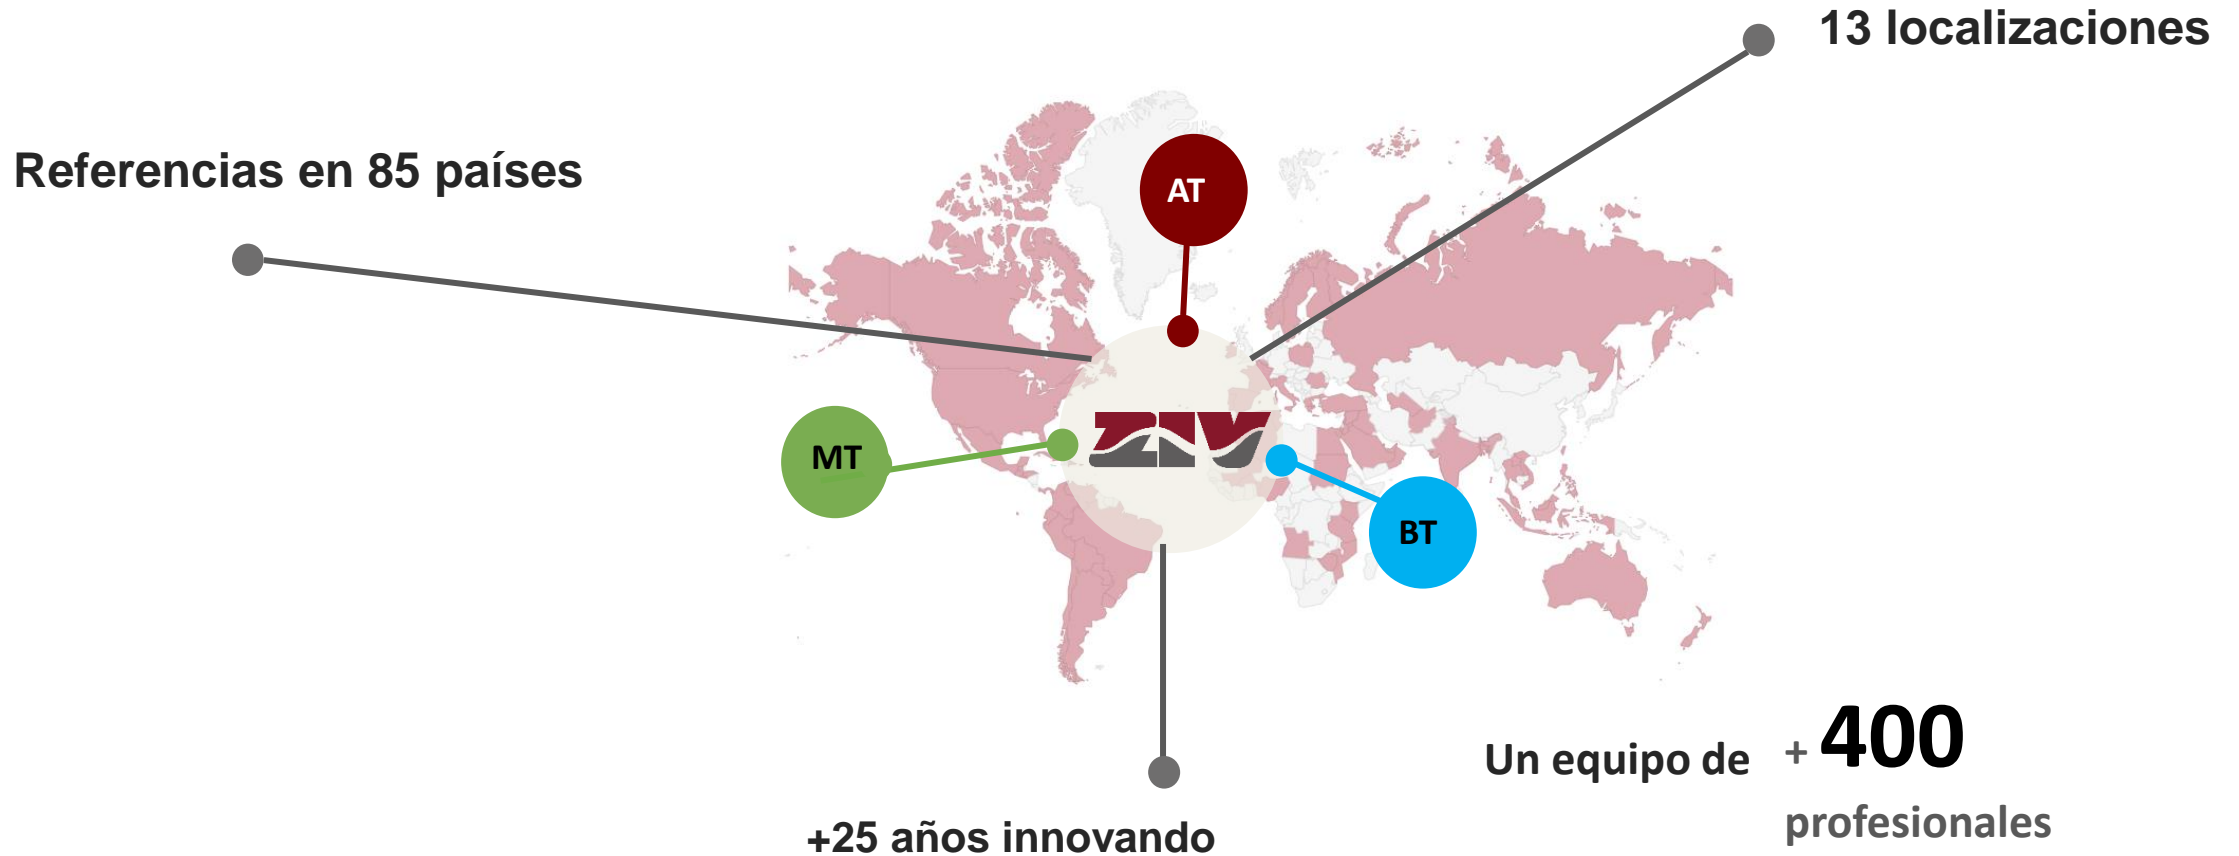 13 localizaciones
Referencias en 85 países
AT
ZIV
MT
BT
Un equipo de + 400
profesionales
+25 años innovando